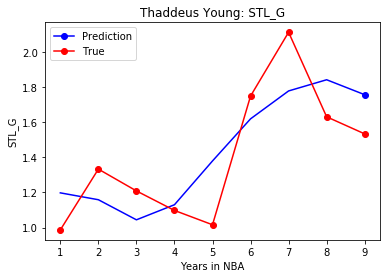 Thaddeus Young: STL_G
Prediction
True
STL_G
2.0
1.8
1.6
1.4
1.2
1.0
1 2 3 4 5 6 7 8 9
Years in NBA